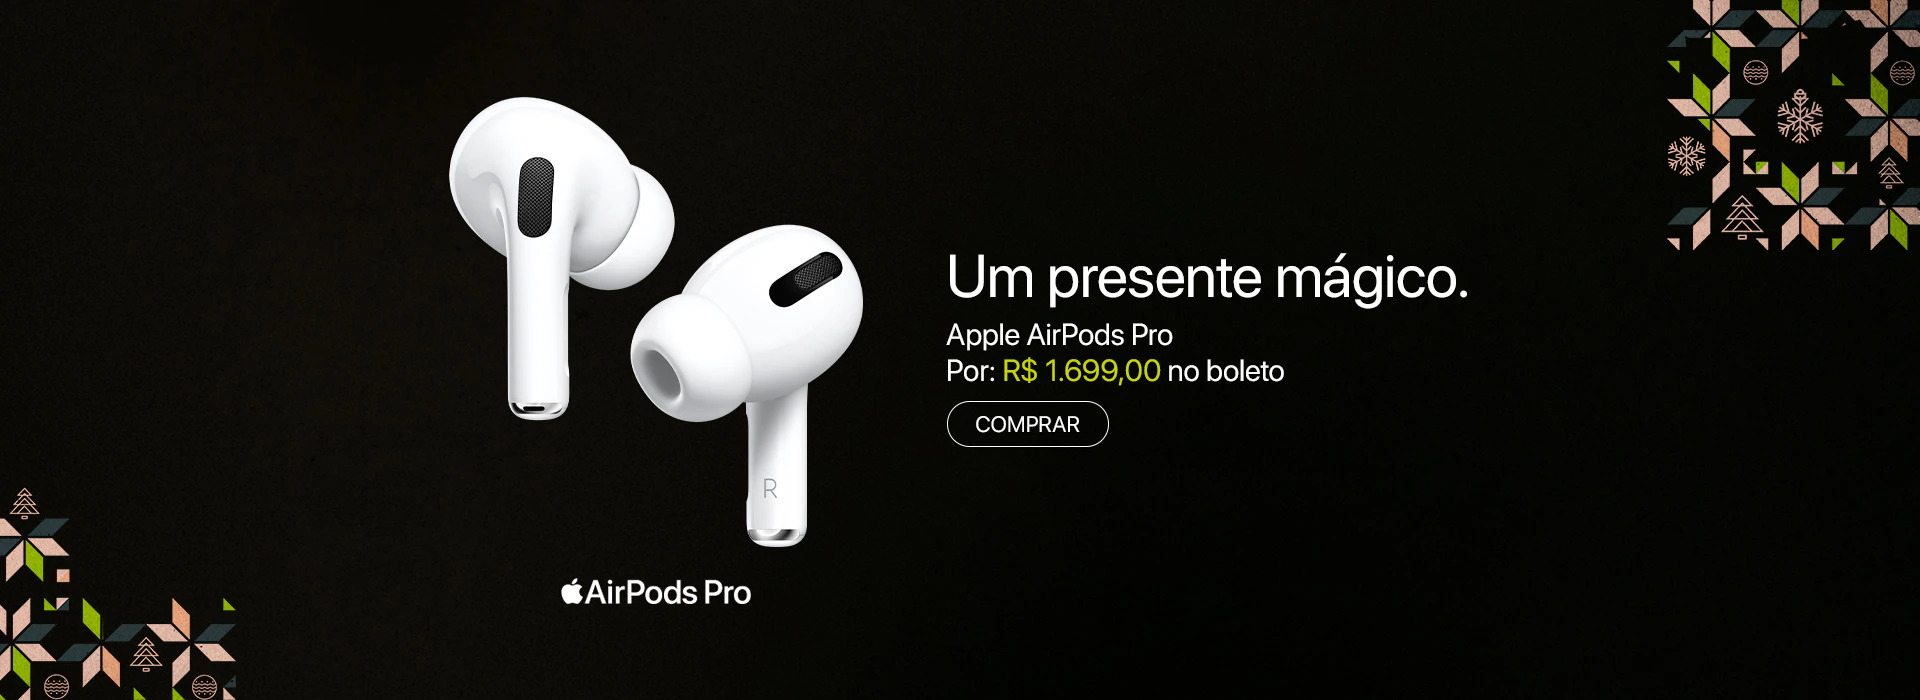 Um presente mágico.
Apple AirPods Pro
Por: R$ 1.699,00 no boleto
COMPRAR
R
AirPods Pro